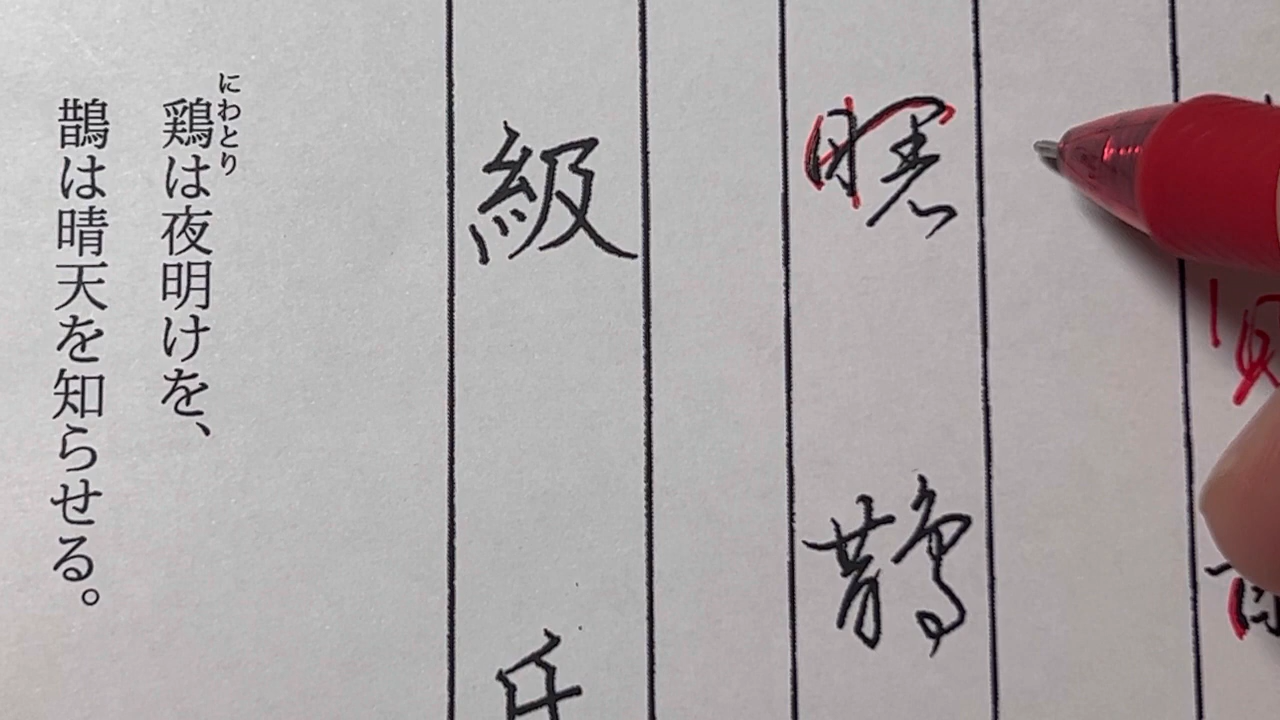 曙鵲
級
にわとり
鶏は夜明けを、
鵲は晴天を知らせる。